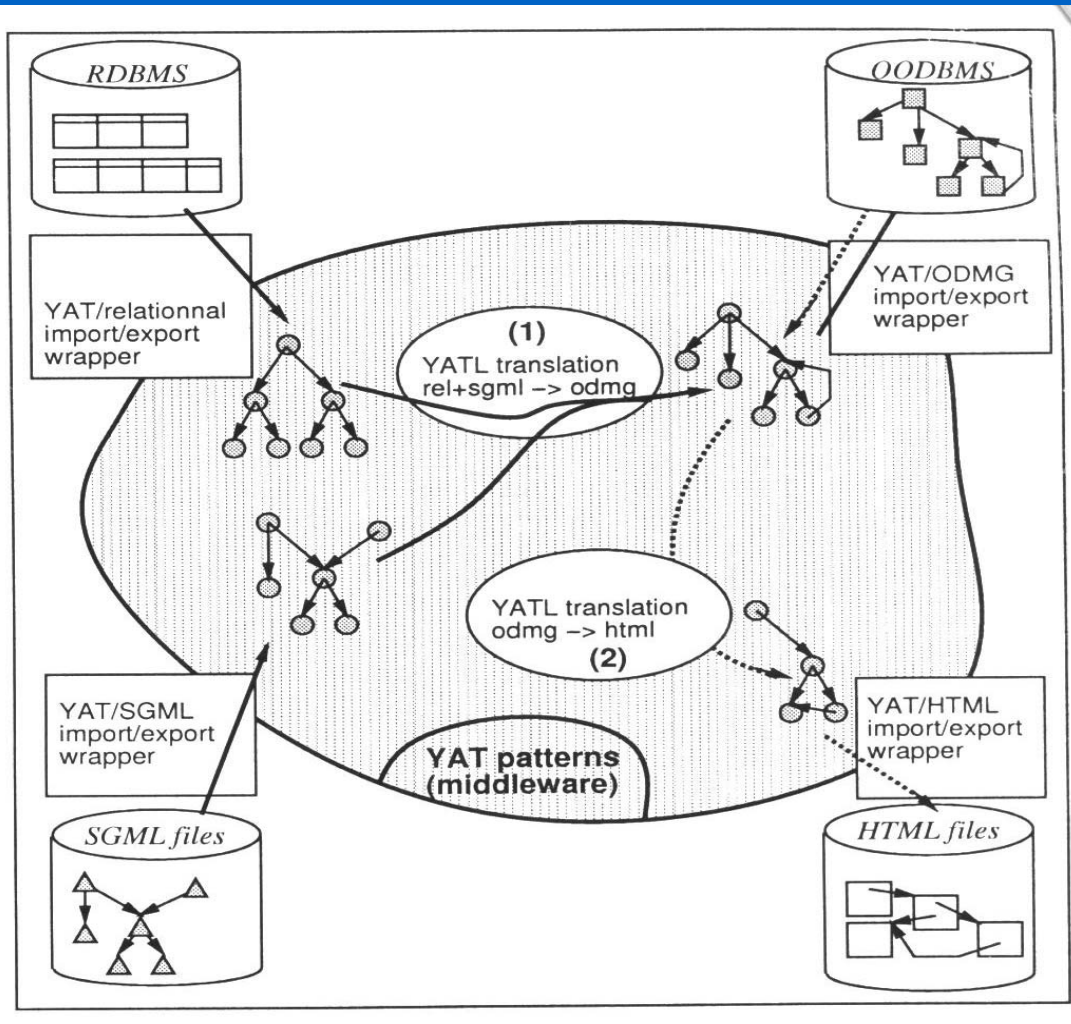 RDBMS
OODBMS
YAT/relationnal
import/export
wrapper
YAT/ODMG
import/export
wrapper
(1)
YATL translation
rel+sgml –> odmg
YATL translation
odmg –> html
(2)
YAT/SGML
import/export
wrapper
YAT/HTML
import/export
wrapper
YAT patterns
(middleware)
SGML files
HTML files